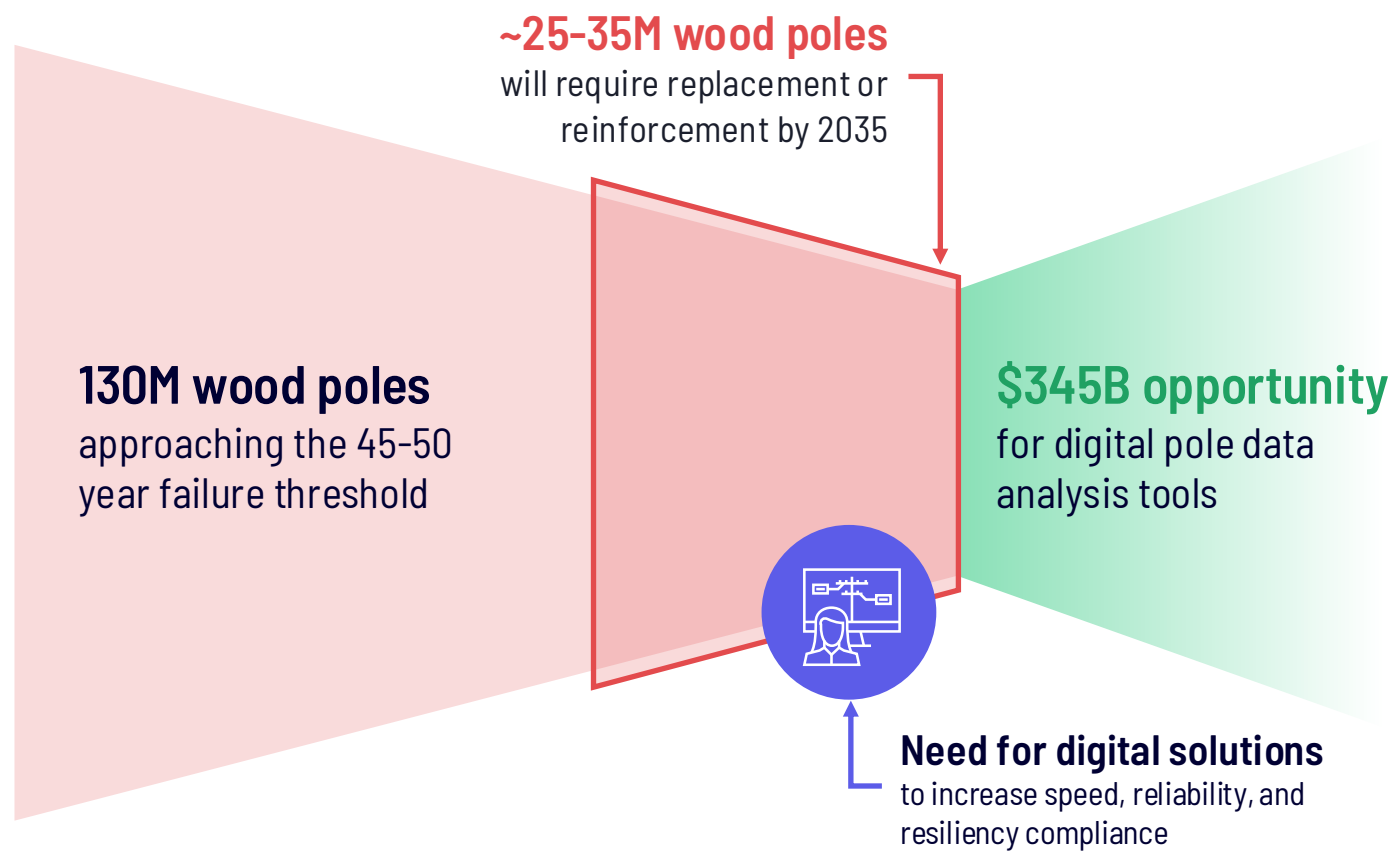 ~25-35M wood poles
will require replacement or
reinforcement by 2035
130M wood poles
approaching the 45-50
year failure threshold
$345B opportunity
for digital pole data
analysis tools
Need for digital solutions
to increase speed, reliability, and
resiliency compliance